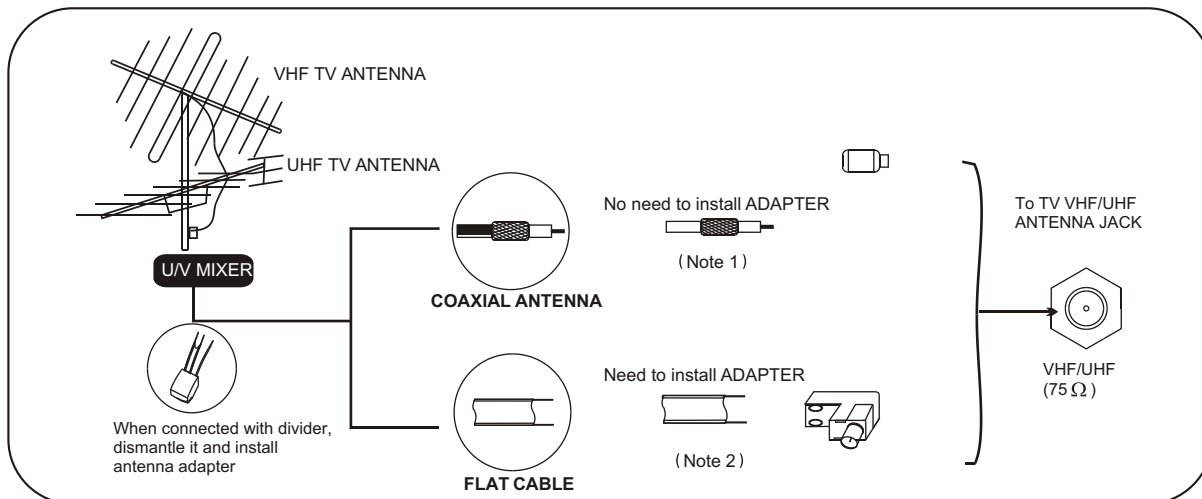 VHF TV ANTENNA
UHF TV ANTENNA
U/V MIXER
When connected with divider,
dismantle it and install
antenna adapter
COAXIAL ANTENNA
No need to install ADAPTER
(Note 1)
FLAT CABLE
Need to install ADAPTER
(Note 2)
To TV VHF/UHF
ANTENNA JACK
VHF/UHF
(75 Ω)